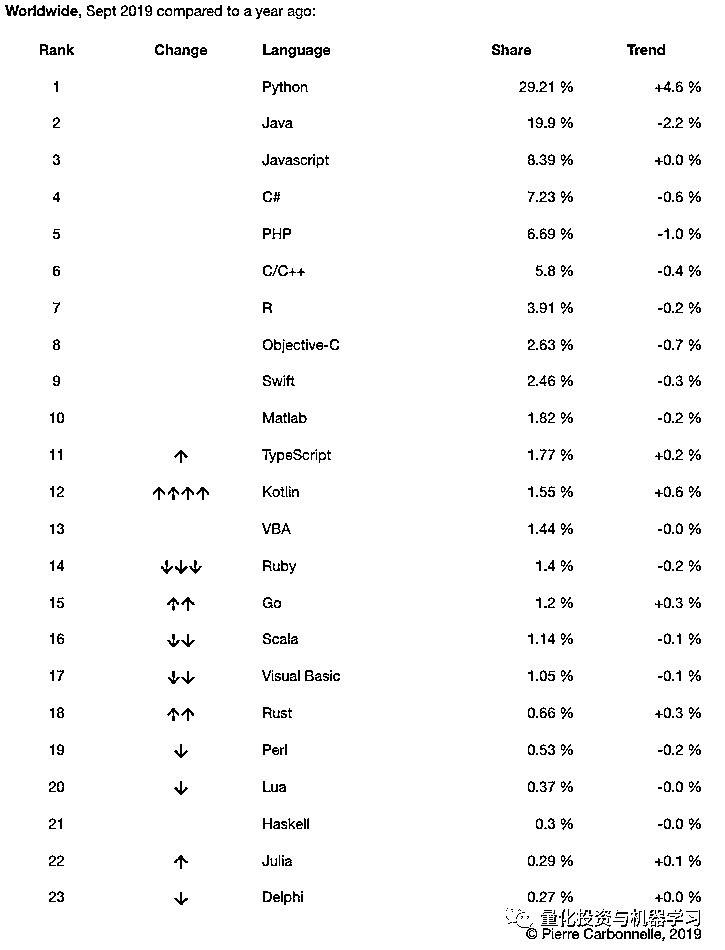 Worldwide, Sept 2019 compared to a year ago:
Rank Change Language Share Trend
1 Python 29.21 % +4.6 %
2 Java 19.9 % -2.2 %
3 Javascript 8.39 % +0.0 %
4 C# 7.23 % -0.6 %
5 PHP 6.69 % -1.0 %
6 C/C++ 5.8 % -0.4 %
7 R 3.91 % -0.2 %
8 Objective-C 2.63 % -0.7 %
9 Swift 2.46 % -0.3 %
10 Matlab 1.82 % -0.2 %
11 ↑ TypeScript 1.77 % +0.2 %
12 ↑↑↑↑ Kotlin 1.55 % +0.6 %
13 VBA 1.44 % -0.0 %
14 ↓↓↓ Ruby 1.4 % -0.2 %
15 ↑↑ Go 1.2 % +0.3 %
16 ↓↓ Scala 1.14 % -0.1 %
17 ↓↓ Visual Basic 1.05 % -0.1 %
18 ↑↑ Rust 0.66 % +0.3 %
19 ↓ Perl 0.53 % -0.2 %
20 ↓ Lua 0.37 % -0.0 %
21 Haskell 0.3 % -0.0 %
22 ↑ Julia 0.29 % +0.1 %
23 ↓ Delphi 0.27 % +0.0 %
量化投资与机器学习
© Pierre Carbonnelle, 2019